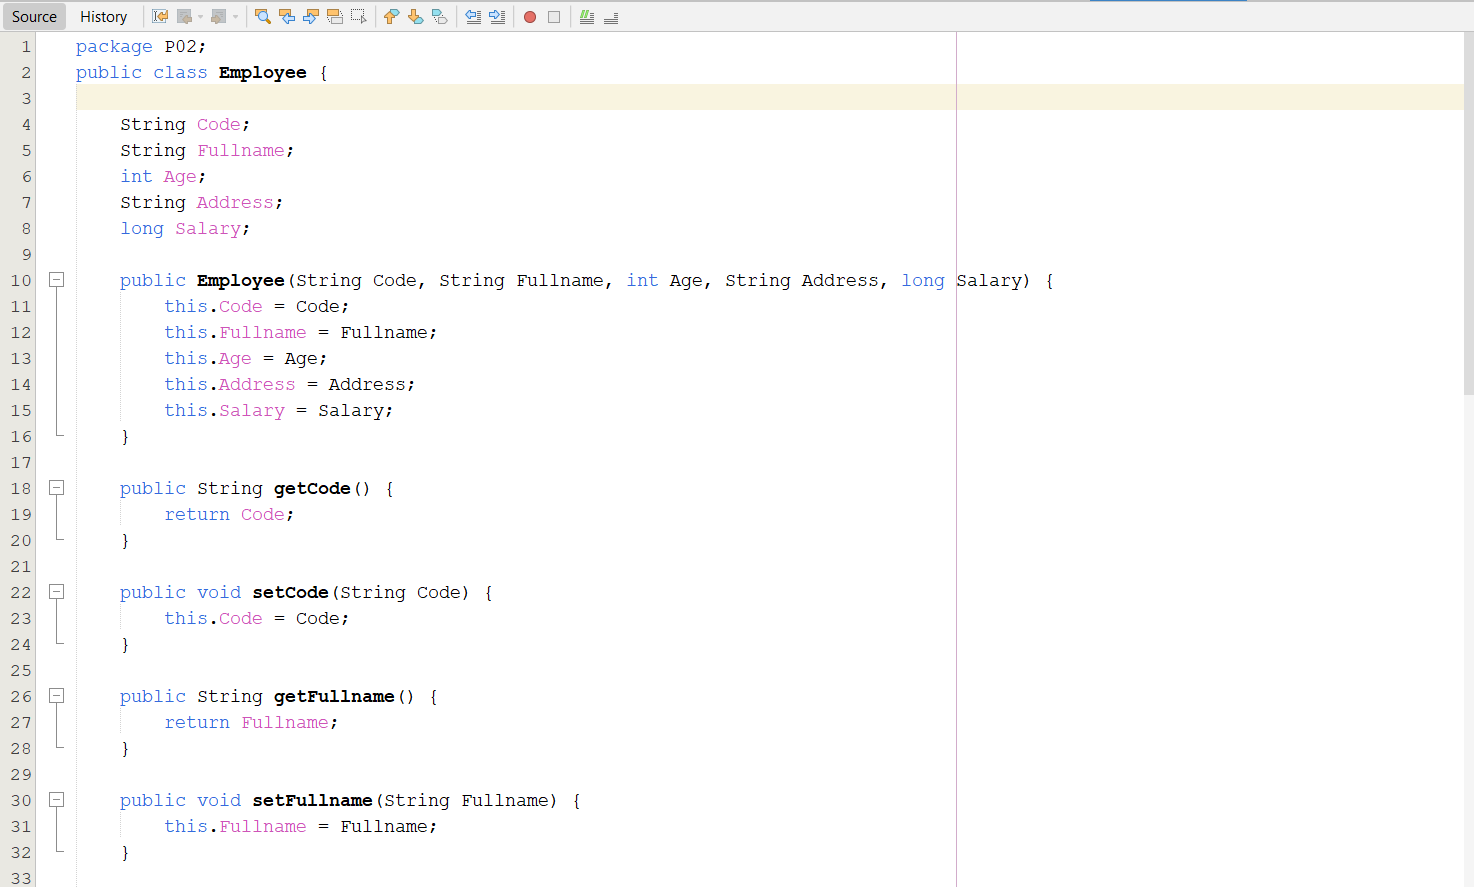 Source History
1 package P02;
2 public class Employee {
3
4 String Code;
5 String Fullname;
6 int Age;
7 String Address;
8 long Salary;
9
10 public Employee(String Code, String Fullname, int Age, String Address, long Salary) {
11 this.Code = Code;
12 this.Fullname = Fullname;
13 this.Age = Age;
14 this.Address = Address;
15 this.Salary = Salary;
16 }
17
18 public String getCode() {
19 return Code;
20 }
21
22 public void setCode(String Code) {
23 this.Code = Code;
24 }
25
26 public String getFullname() {
27 return Fullname;
28 }
29
30 public void setFullname(String Fullname) {
31 this.Fullname = Fullname;
32 }
33